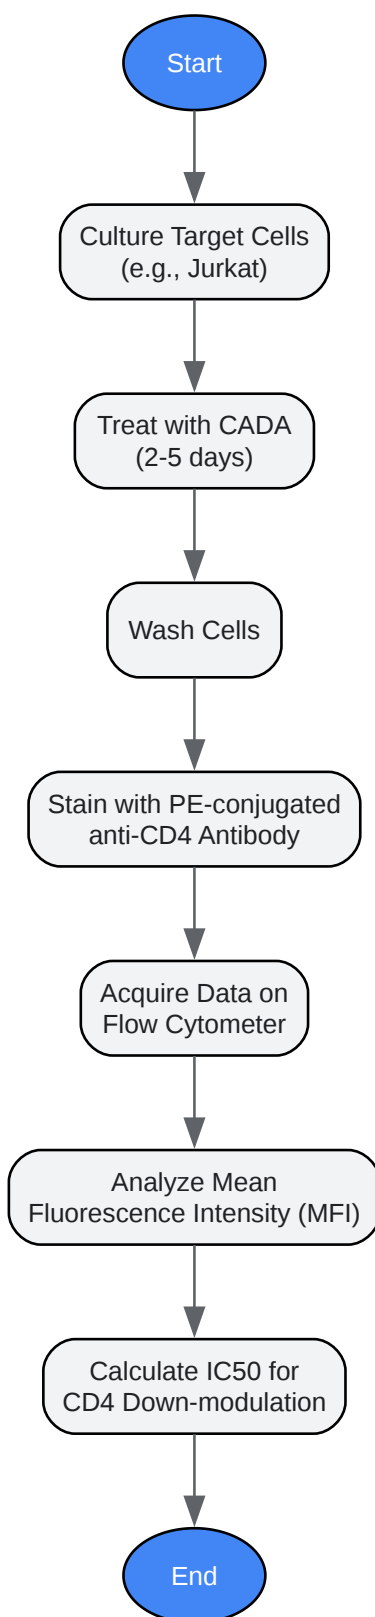 Start
Culture Target Cells
(e.g., Jurkat)
Treat with CADA
(2-5 days)
Wash Cells
Stain with PE-conjugated
anti-CD4 Antibody
Acquire Data on
Flow Cytometer
Analyze Mean
Fluorescence Intensity (MFI)
Calculate IC50 for
CD4 Down-modulation
End